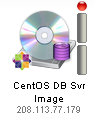 CentOS DB Svr
Image
208.113.77.179